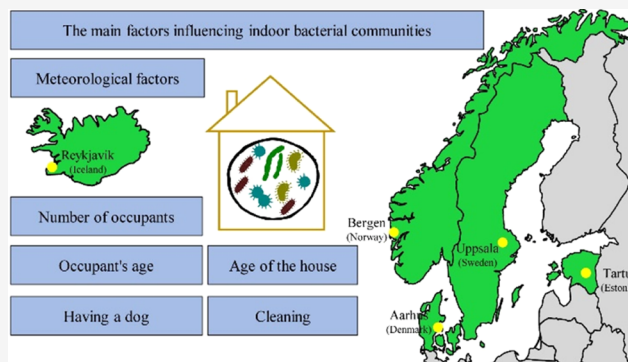 The main factors influencing indoor bacterial communities
Meteorological factors
Reykjavik
(Iceland)
Number of occupants
Occupant's age
Age of the house
Having a dog
Cleaning
Bergen
(Norway)
Uppsala
(Sweden)
Tartu
(Eston
Aarhus
(Denmark)